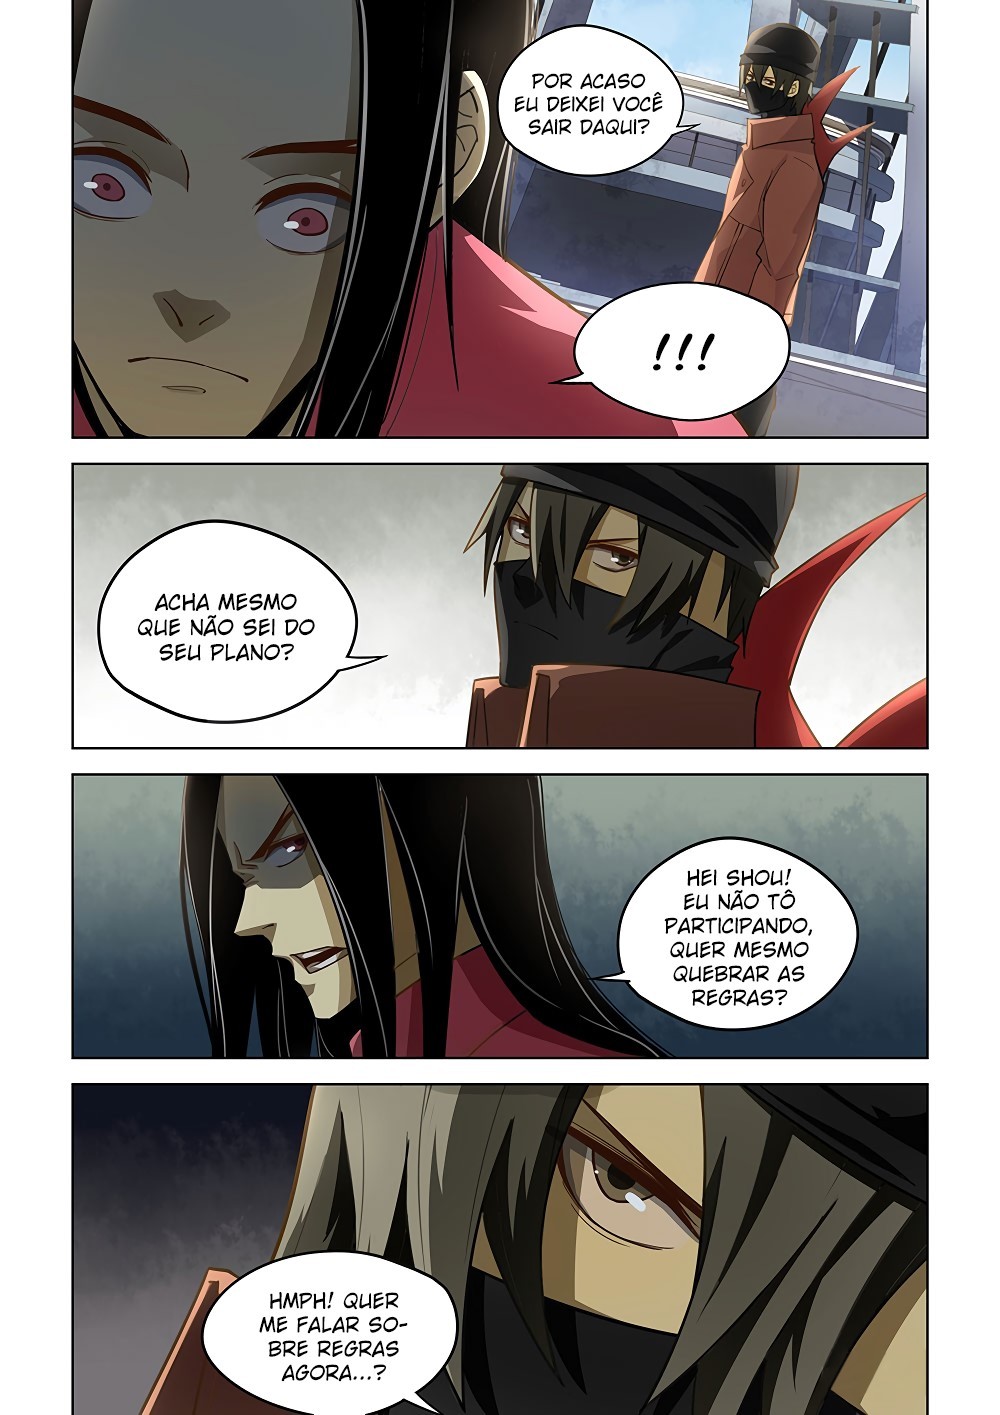 POR ACASO
EU DEIXEI VOCÊ
SAIR DAQUI?
!!!
ACHA MESMO
QUE NÃO SEI DO
SEU PLANO?
HEI SHOU!
EU NÃO TÔ
PARTICIPANDO,
QUER MESMO
QUEBRAR AS
REGRAS?
HMPH! QUER
ME FALAR SO-
BRE REGRAS
AGORA...?